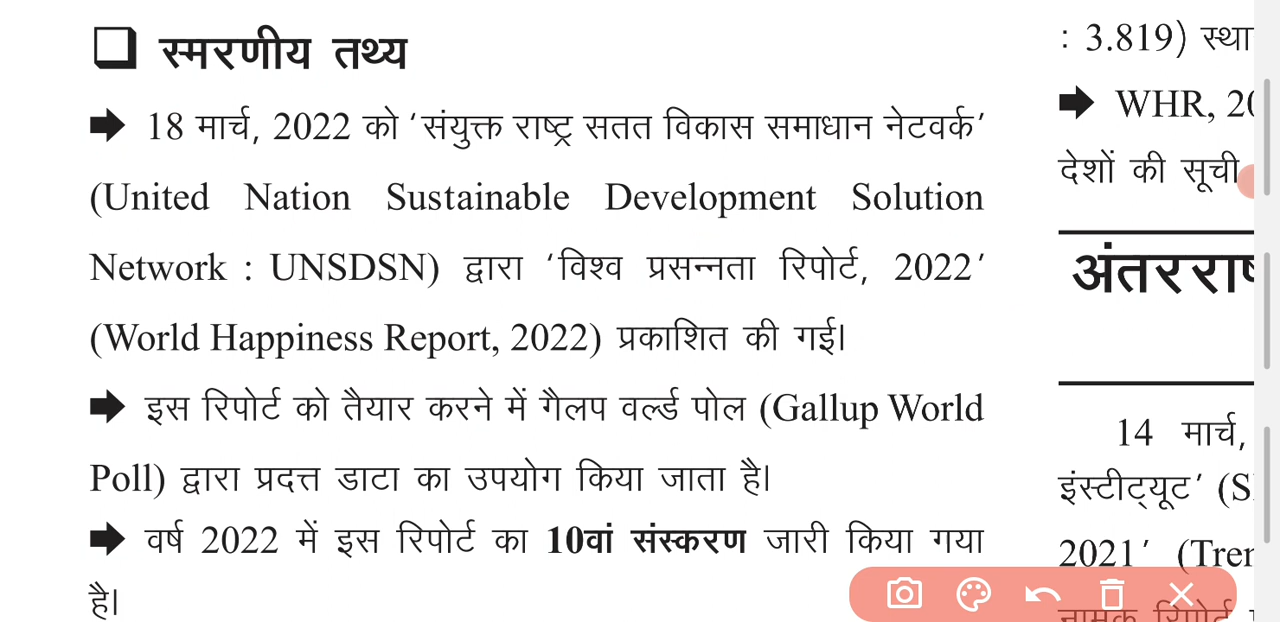 ❑ स्मरणीय तथ्य
➡ 18 मार्च, 2022 को ‘संयुक्त राष्ट्र सतत विकास समाधान नेटवर्क’
(United Nation Sustainable Development Solution
Network : UNSDSN) द्वारा ‘विश्व प्रसन्नता रिपोर्ट, 2022’
(World Happiness Report, 2022) प्रकाशित की गई।
➡ इस रिपोर्ट को तैयार करने में गैलप वर्ल्ड पोल (Gallup World
Poll) द्वारा प्रदत्त डाटा का उपयोग किया जाता है।
➡ वर्ष 2022 में इस रिपोर्ट का 10वां संस्करण जारी किया गया
है।
: 3.819)
➡ WHR,
देशों की सूची
14 मार्च,
इंस्टीट्यूट’
2021’